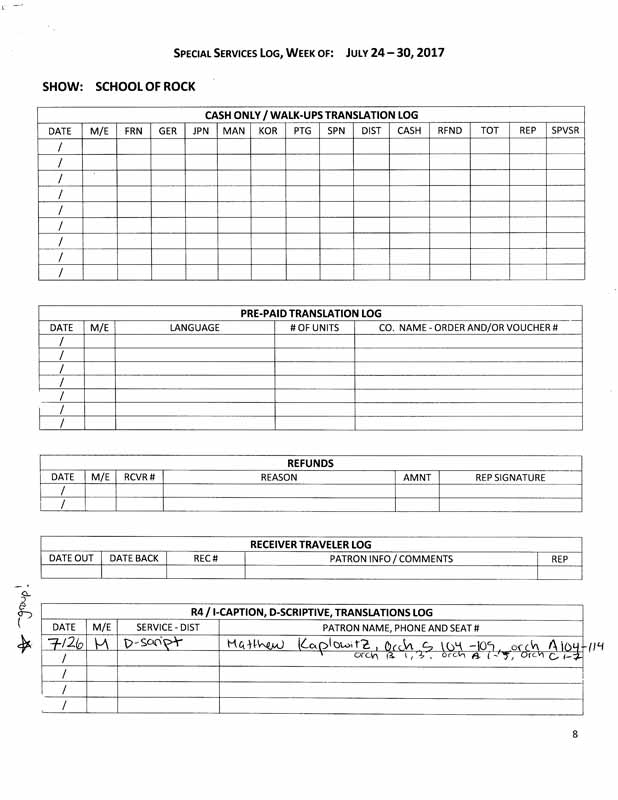 SPECIAL SERVICES LOG, WEEK OF: JULY 24 – 30, 2017
SHOW: SCHOOL OF ROCK
CASH ONLY / WALK-UPS TRANSLATION LOG
DATE M/E FRN GER JPN MAN KOR PTG SPN DIST CASH RFND TOT REP SPVSR
/
/
/
/
/
/
/
/
/
PRE-PAID TRANSLATION LOG
DATE M/E LANGUAGE # OF UNITS CO. NAME - ORDER AND/OR VOUCHER #
/
/
/
/
/
/
/
REFUNDS
DATE M/E RCVR # REASON AMNT REP SIGNATURE
/
/
RECEIVER TRAVELER LOG
DATE OUT DATE BACK REC # PATRON INFO / COMMENTS REP
R4 / I-CAPTION, D-SCRIPTIVE, TRANSLATIONS LOG
DATE M/E SERVICE - DIST PATRON NAME, PHONE AND SEAT #
7/26 M D-script Matthew Kaplowitz, orch S 104-105, orch A104-114
orch B 1,3. orch A 1-5, orch C 1-7
/
/
/
/
8